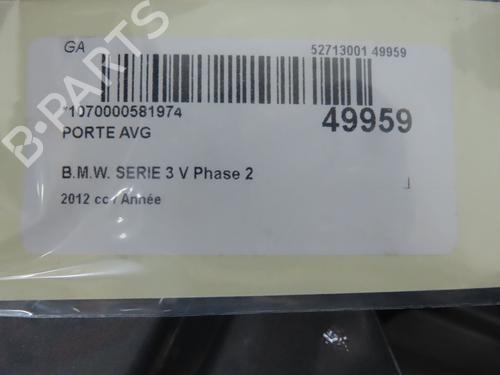 GA 52713001 49959
*1070000581974 49959
PORTE AVG
B.M.W. SERIE 3 V Phase 2
2012 cc / Année
B-PARTS